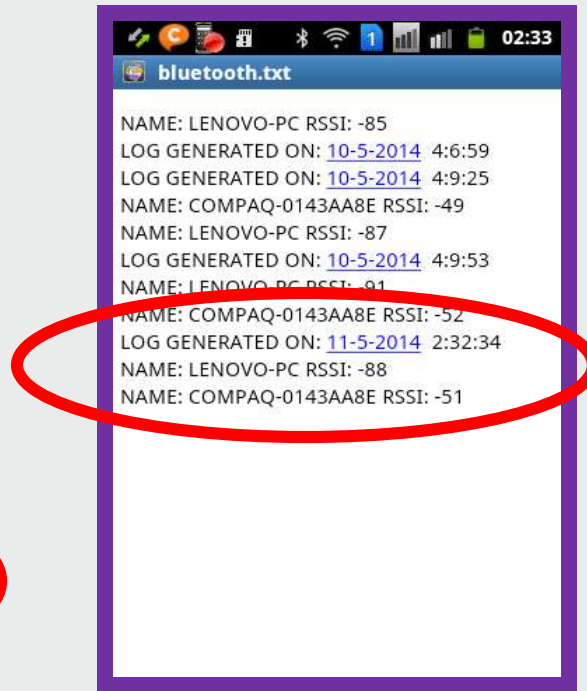 C 1 02:33
bluetooth.txt
NAME: LENOVO-PC RSSI: -85
LOG GENERATED ON: 10-5-2014 4:6:59
LOG GENERATED ON: 10-5-2014 4:9:25
NAME: COMPAQ-0143AA8E RSSI: -49
NAME: LENOVO-PC RSSI: -87
LOG GENERATED ON: 10-5-2014 4:9:53
NAME: LENOVO-PC RSSI: -91
NAME: COMPAQ-0143AA8E RSSI: -52
LOG GENERATED ON: 11-5-2014 2:32:34
NAME: LENOVO-PC RSSI: -88
NAME: COMPAQ-0143AA8E RSSI: -51